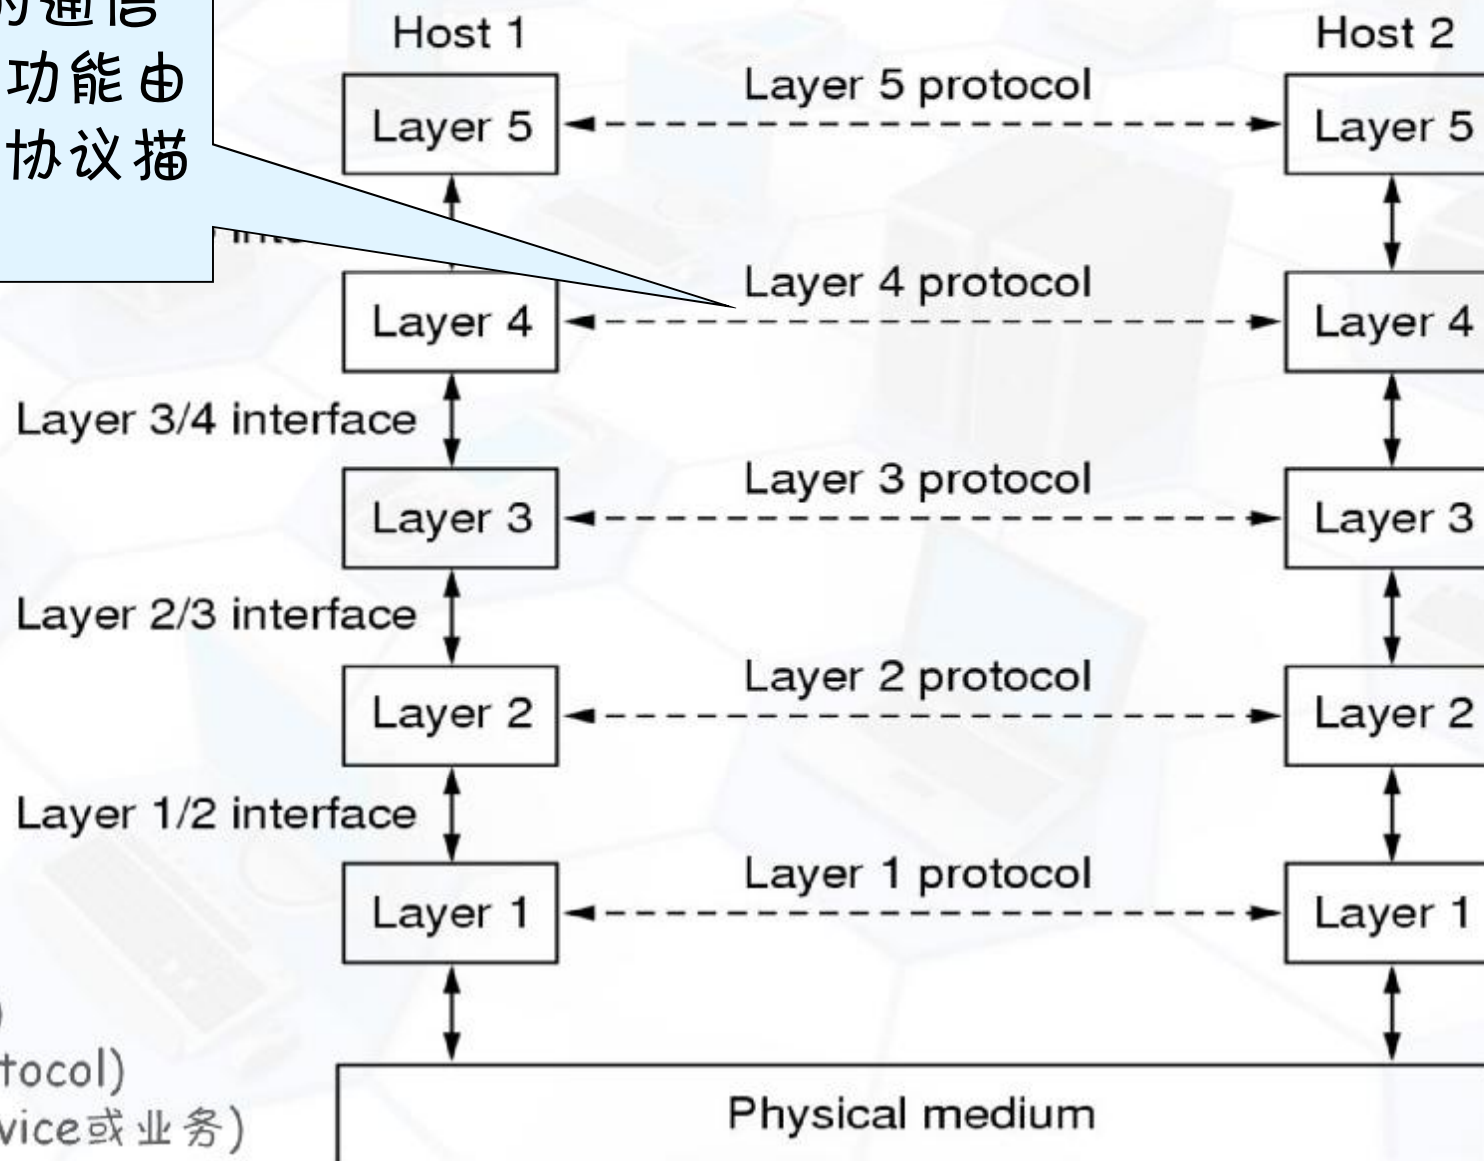 的通信
功能由
协议描
Host 1
Host 2
Layer 5 protocol
Layer 5
Layer 5
Layer 4 protocol
Layer 4
Layer 4
Layer 3/4 interface
Layer 3 protocol
Layer 3
Layer 3
Layer 2/3 interface
Layer 2 protocol
Layer 2
Layer 2
Layer 1/2 interface
Layer 1 protocol
Layer 1
Layer 1
)
tocol)
vice或业务)
Physical medium